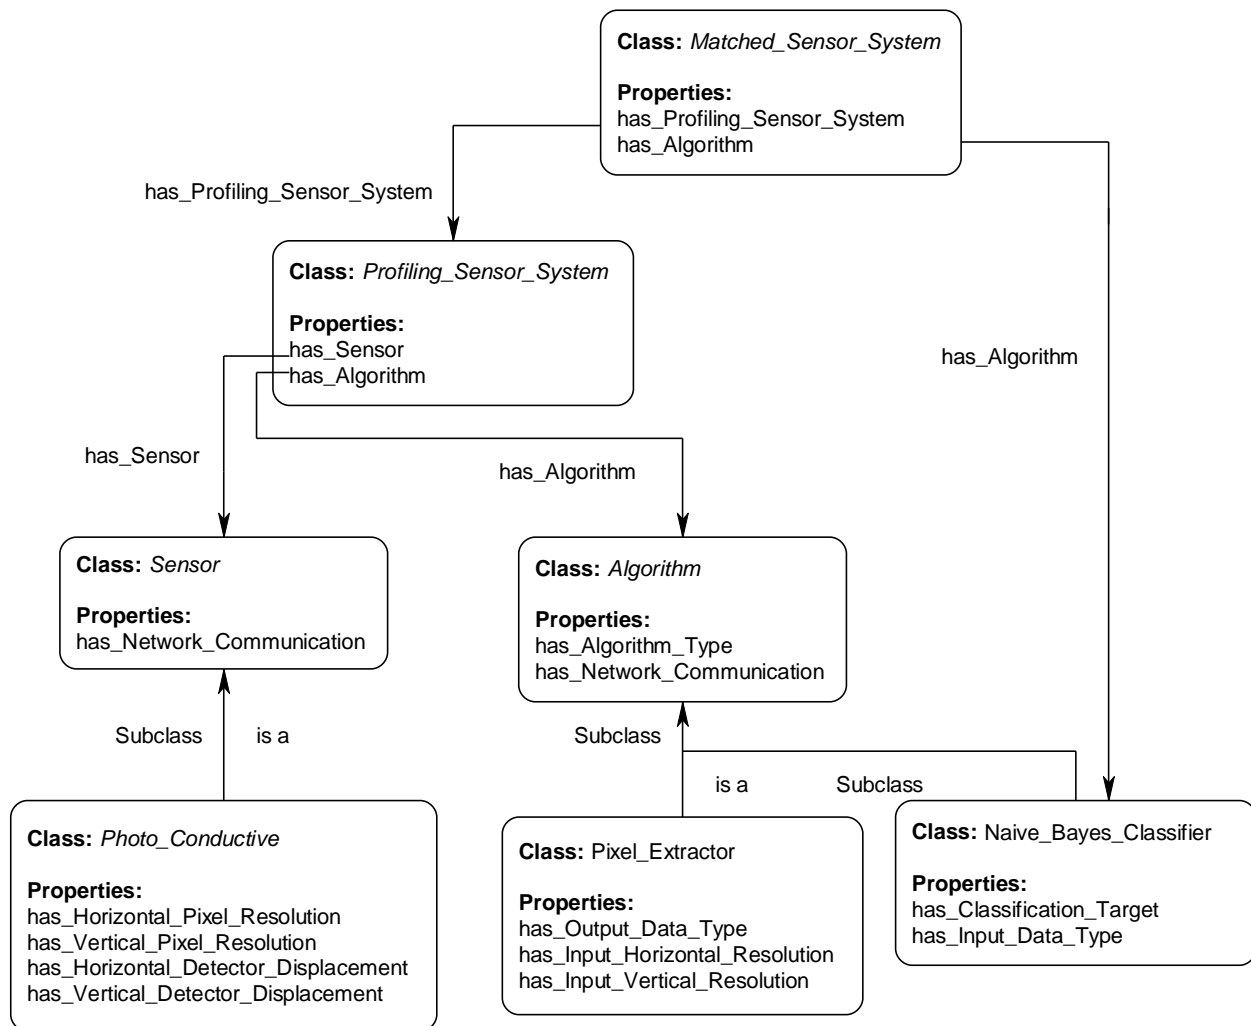 Class: Matched_Sensor_System
Properties:
has_Profiling_Sensor_System
has_Algorithm
has_Profiling_Sensor_System
Class: Profiling_Sensor_System
Properties:
has_Sensor
has_Algorithm
has_Algorithm
has_Sensor
has_Algorithm
Class: Sensor
Properties:
has_Network_Communication
Class: Algorithm
Properties:
has_Algorithm_Type
has_Network_Communication
Subclass is a
Subclass
is a Subclass
Class: Photo_Conductive
Properties:
has_Horizontal_Pixel_Resolution
has_Vertical_Pixel_Resolution
has_Horizontal_Detector_Displacement
has_Vertical_Detector_Displacement
Class: Pixel_Extractor
Properties:
has_Output_Data_Type
has_Input_Horizontal_Resolution
has_Input_Vertical_Resolution
Class: Naive_Bayes_Classifier
Properties:
has_Classification_Target
has_Input_Data_Type